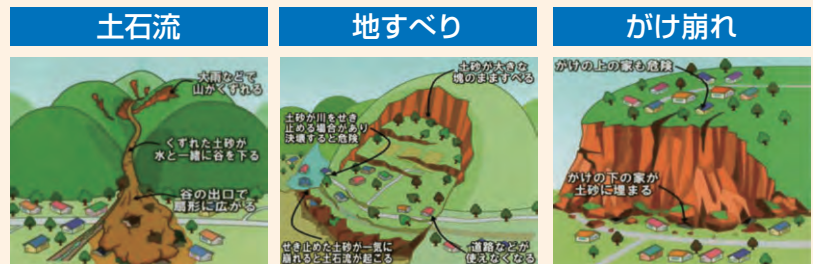 土石流
大雨などで
山がくずれる
くずれた土砂が
水と一緒に谷を下る
谷の出口で
扇形に広がる
地すべり
土砂が大きな
塊のまますべる
土砂が川をせき
止める場合があり
決壊すると危険
せき止めた土砂が一気に
崩れると土石流が起こる
道路などが
使えなくなる
がけ崩れ
がけの上の家も危険
がけの下の家が
土砂に埋まる